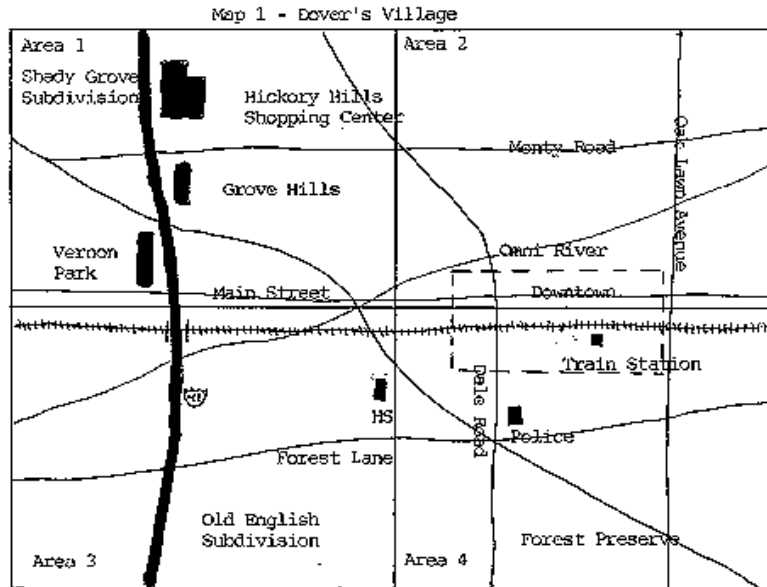 Map 1 - Dover's Village
Area 1
Area 2
Shady Grove
Subdivision
Hickory Hills
Shopping Center
Oak Lawn Avenue
Monty Road
Grove Hills
Vernon
Park
Omni River
Main Street
Downtown
Train Station
Dale Road
HS
Police
Forest Lane
Old English
Subdivision
Forest Preserve
Area 3
Area 4